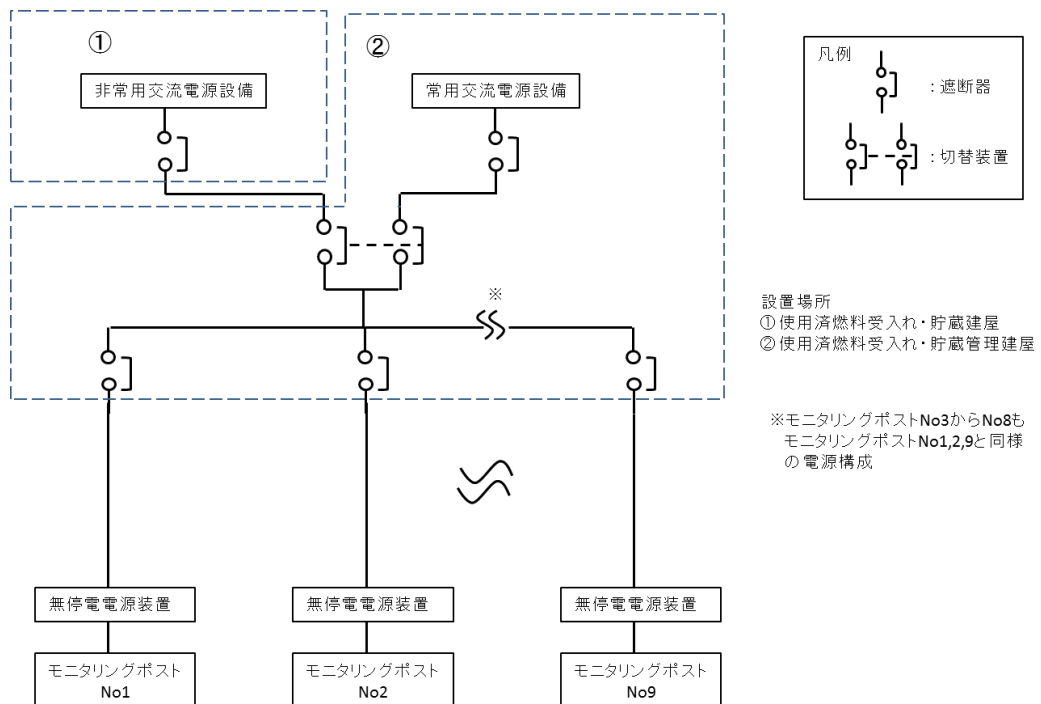 ①
②
非常用交流電源設備
常用交流電源設備
凡例
：遮断器
：切替装置
※
設置場所
①使用済燃料受入れ・貯蔵建屋
②使用済燃料受入れ・貯蔵管理建屋
※モニタリングポストNo3からNo8も
モニタリングポストNo1,2,9と同様
の電源構成
無停電電源装置
無停電電源装置
無停電電源装置
モニタリングポスト
No1
モニタリングポスト
No2
モニタリングポスト
No9